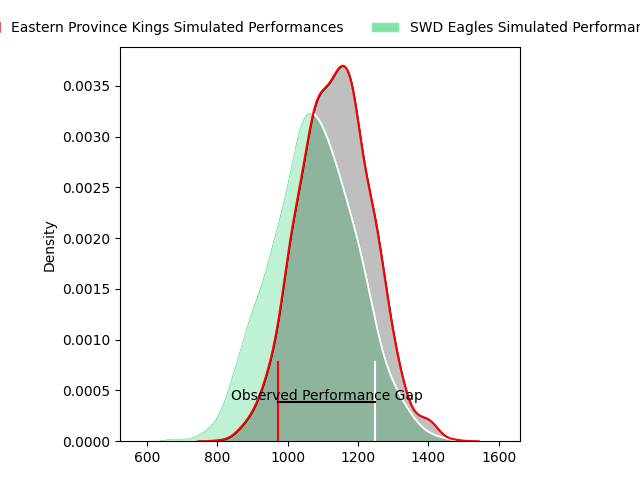 Eastern Province Kings Simulated Performances
SWD Eagles Simulated
0.0035
0.0030
0.0025
0.0020
0.0015
0.0010
0.0005
0.0000
Density
Observed Performance Gap
600 800 1000 1200 1400 1600